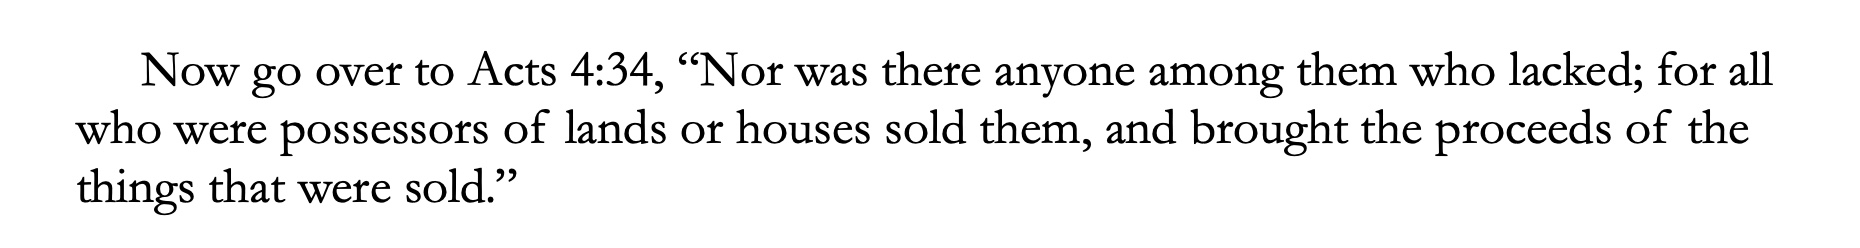 Now go over to Acts 4:34, “Nor was there anyone among them who lacked; for all
who were possessors of lands or houses sold them, and brought the proceeds of the
things that were sold.”